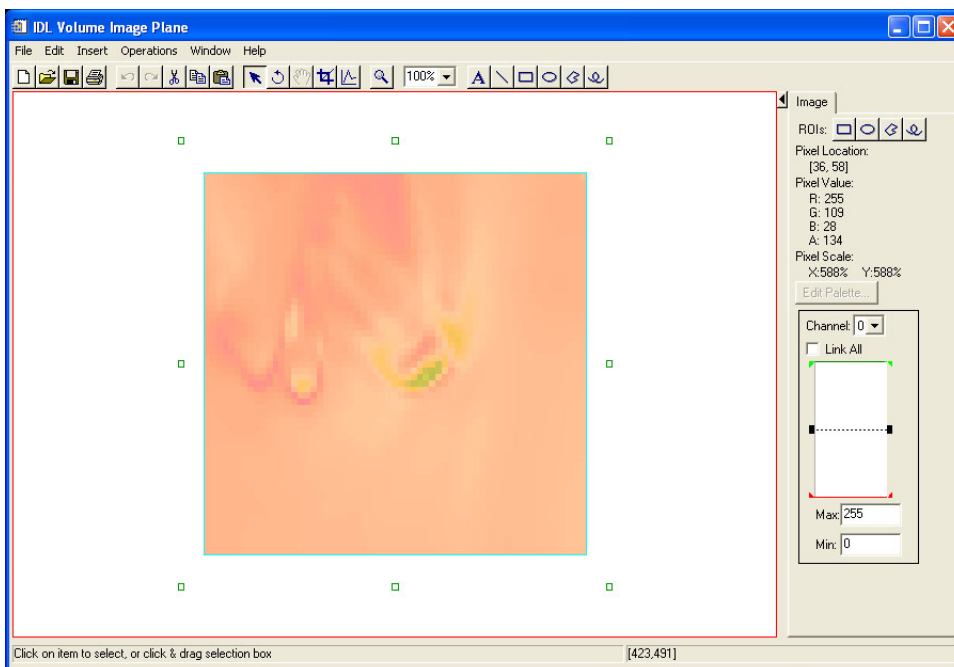 IDL Volume Image Plane
File Edit Insert Operations Window Help
100% A
Image
ROIs:
Pixel Location:
[36, 58]
Pixel Value:
R: 255
G: 109
B: 28
A: 134
Pixel Scale:
X:588% Y:588%
Edit Palette...
Channel: 0
Link All
Max: 255
Min: 0
Click on item to select, or click & drag selection box [423,491]